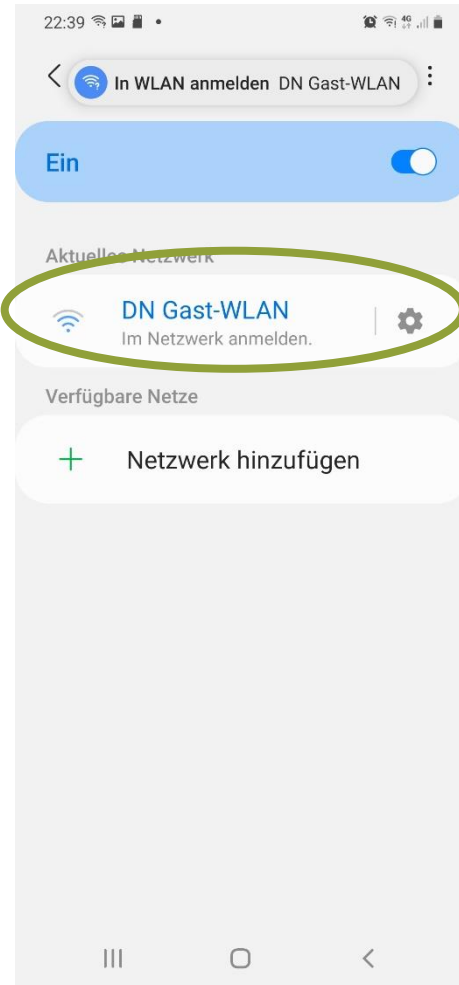 22:39 4G
In WLAN anmelden DN Gast-WLAN
Ein
Aktuelles Netzwerk
DN Gast-WLAN
Im Netzwerk anmelden.
Verfügbare Netze
Netzwerk hinzufügen